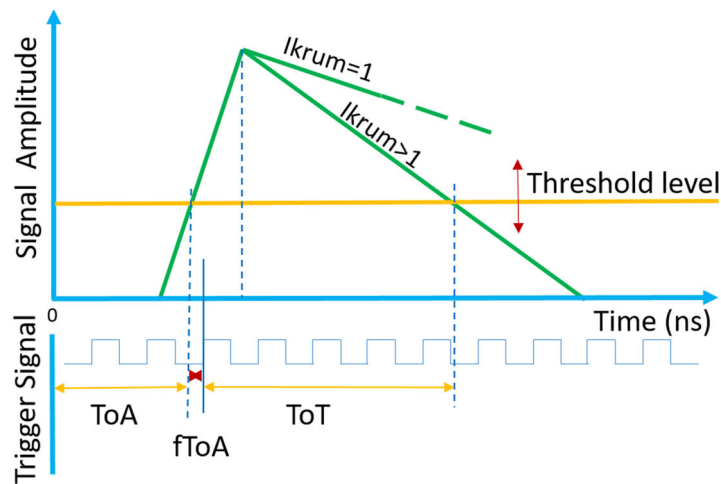 Signal Amplitude
Ikrum=1
Ikrum>1
Threshold level
0
Time (ns)
Trigger Signal
ToA
ToT
fToA